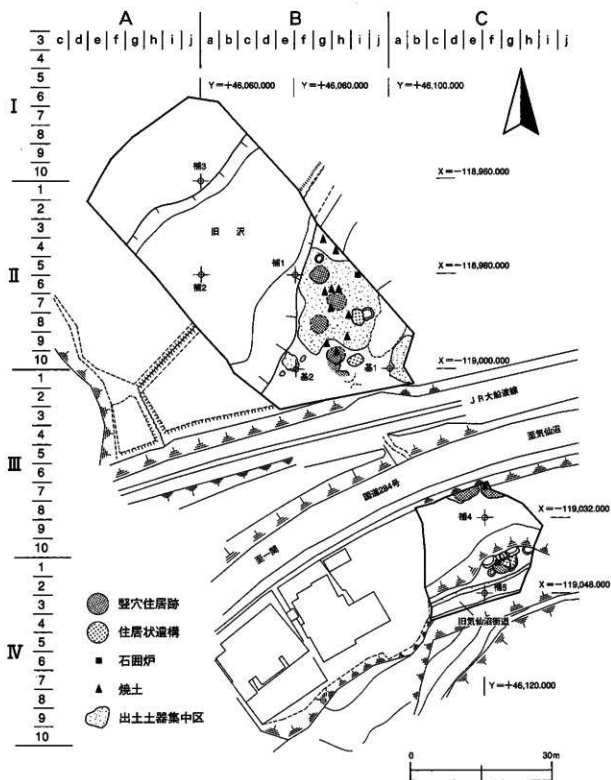 A B C
c d e f g h i j a b c d e f g h i j a b c d e f g h i j
3
4
5
6
7
8
9
10
I
1
2
3
4
5
6
7
8
9
10
II
1
2
3
4
5
6
7
8
9
10
III
1
2
3
4
5
6
7
8
9
10
IV
Y=+46,060.000
Y=+46,080.000
Y=+46,100.000
X=-118,960.000
補3
旧 沢
補1
補2
X=-118,980.000
基2
基1
X=-119,000.000
JR大船渡線
至気仙沼
国道284号
至一関
補4
X=-119,032.000
補5
X=-119,048.000
旧気仙沼街道
Y=+46,120.000
竪穴住居跡
住居状遺構
石囲炉
焼土
出土土器集中区
0 30m